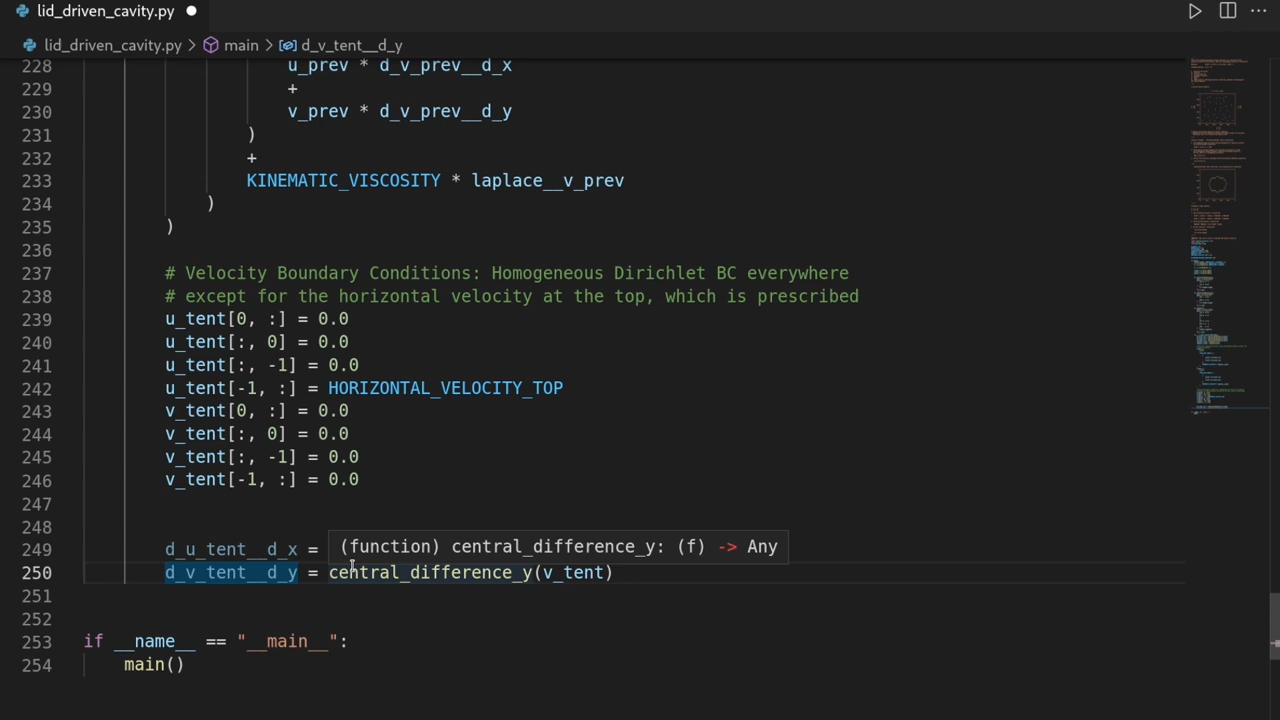 lid_driven_cavity.py
lid_driven_cavity.py > main > d_v_tent__d_y
228 u_prev * d_v_prev__d_x
229 +
230 v_prev * d_v_prev__d_y
231 )
232 +
233 KINEMATIC_VISCOSITY * laplace__v_prev
234 )
235 )
236
237 # Velocity Boundary Conditions: Homogeneous Dirichlet BC everywhere
238 # except for the horizontal velocity at the top, which is prescribed
239 u_tent[0, :] = 0.0
240 u_tent[:, 0] = 0.0
241 u_tent[:, -1] = 0.0
242 u_tent[-1, :] = HORIZONTAL_VELOCITY_TOP
243 v_tent[0, :] = 0.0
244 v_tent[:, 0] = 0.0
245 v_tent[:, -1] = 0.0
246 v_tent[-1, :] = 0.0
247
248
(function) central_difference_y: (f) -> Any
249 d_u_tent__d_x =
250 d_v_tent__d_y = central_difference_y(v_tent)
251
252
253 if __name__ == "__main__":
254 main()